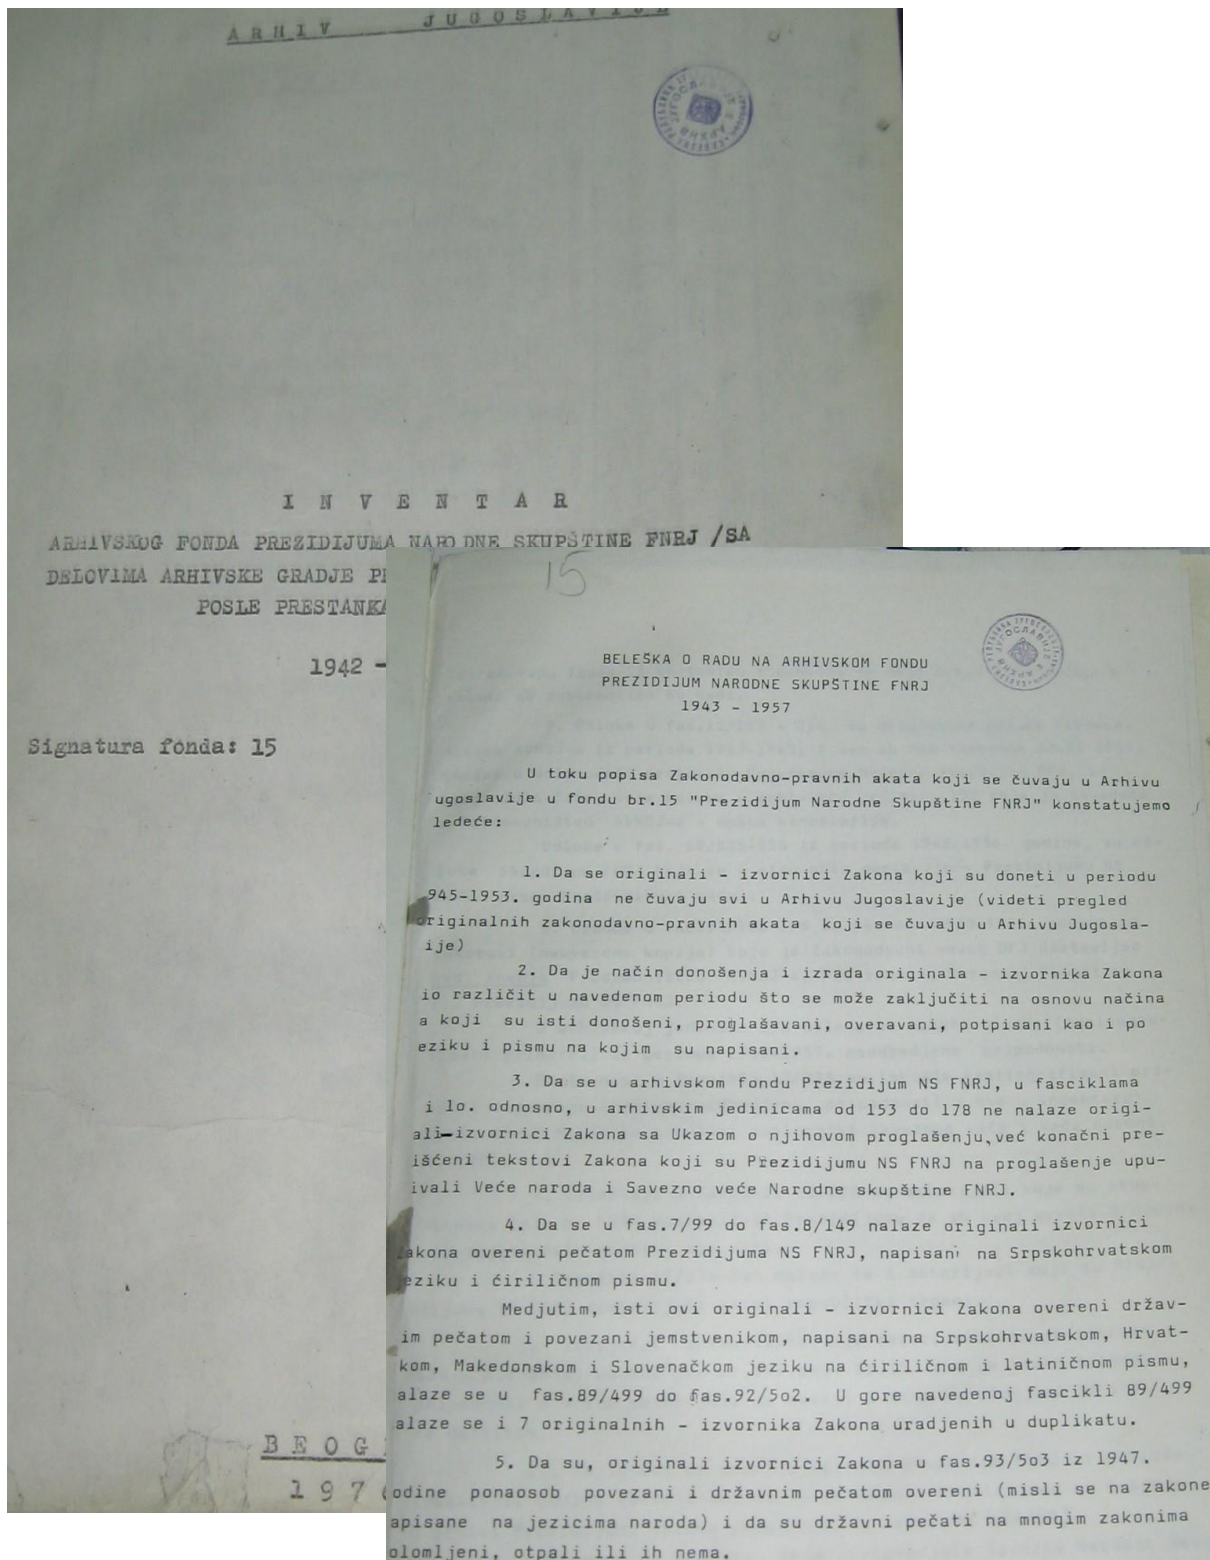 ARHIV JUGOSLAVIJE
INVENTAR
ARHIVSKOG FONDA PREZIDIJUMA NARODNE SKUPŠTINE FNRJ /SA
DELOVIMA ARHIVSKE GRADJE
POSLE PRESTANKA
1942 -
Signatura fonda: 15
BEOG
197
15
BELEŠKA O RADU NA ARHIVSKOM FONDU
PREZIDIJUM NARODNE SKUPŠTINE FNRJ
1943 - 1957
U toku popisa Zakonodavno-pravnih akata koji se čuvaju u Arhivu
ugoslavije u fondu br.15 "Prezidijum Narodne Skupštine FNRJ" konstatujemo
ledeće:
1. Da se originali - izvornici Zakona koji su doneti u periodu
945-1953. godina ne čuvaju svi u Arhivu Jugoslavije (videti pregled
originalnih zakonodavno-pravnih akata koji se čuvaju u Arhivu Jugosla-
ije)
2. Da je način donošenja i izrada originala - izvornika Zakona
io različit u navedenom periodu što se može zaključiti na osnovu načina
a koji su isti donošeni, proglašavani, overavani, potpisani kao i po
eziku i pismu na kojim su napisani.
3. Da se u arhivskom fondu Prezidijum NS FNRJ, u fasciklama
i lo. odnosno, u arhivskim jedinicama od 153 do 178 ne nalaze origi-
ali-izvornici Zakona sa Ukazom o njihovom proglašenju, već konačni pre-
išćeni tekstovi Zakona koji su Prezidijumu NS FNRJ na proglašenje upu-
ivali Veće naroda i Savezno veće Narodne skupštine FNRJ.
4. Da se u fas.7/99 do fas.8/149 nalaze originali izvornici
akona overeni pečatom Prezidijuma NS FNRJ, napisani na Srpskohrvatskom
jeziku i ćiriličnom pismu.
Medjutim, isti ovi originali - izvornici Zakona overeni držav-
im pečatom i povezani jemstvenikom, napisani na Srpskohrvatskom, Hrvat-
kom, Makedonskom i Slovenačkom jeziku na ćiriličnom i latiničnom pismu,
alaze se u fas.89/499 do fas.92/5o2. U gore navedenoj fascikli 89/499
alaze se i 7 originalnih - izvornika Zakona uradjenih u duplikatu.
5. Da su, originali izvornici Zakona u fas.93/5o3 iz 1947.
odine ponaosob povezani i državnim pečatom overeni (misli se na zakone
apisane na jezicima naroda) i da su državni pečati na mnogim zakonima
olomljeni, otpali ili ih nema.